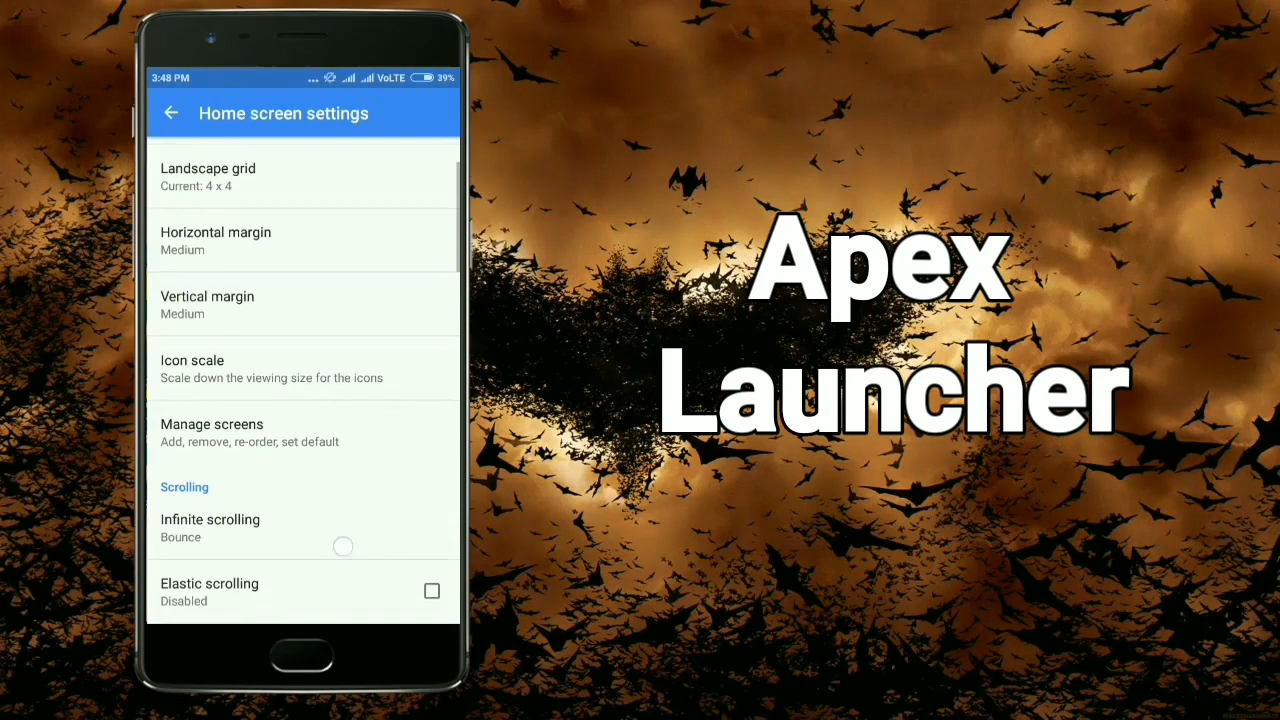 3:48 PM ... VoLTE 39%
Home screen settings
Landscape grid
Current: 4 x 4
Horizontal margin
Medium
Vertical margin
Medium
Icon scale
Scale down the viewing size for the icons
Manage screens
Add, remove, re-order, set default
Scrolling
Infinite scrolling
Bounce
Elastic scrolling
Disabled
Apex
Launcher